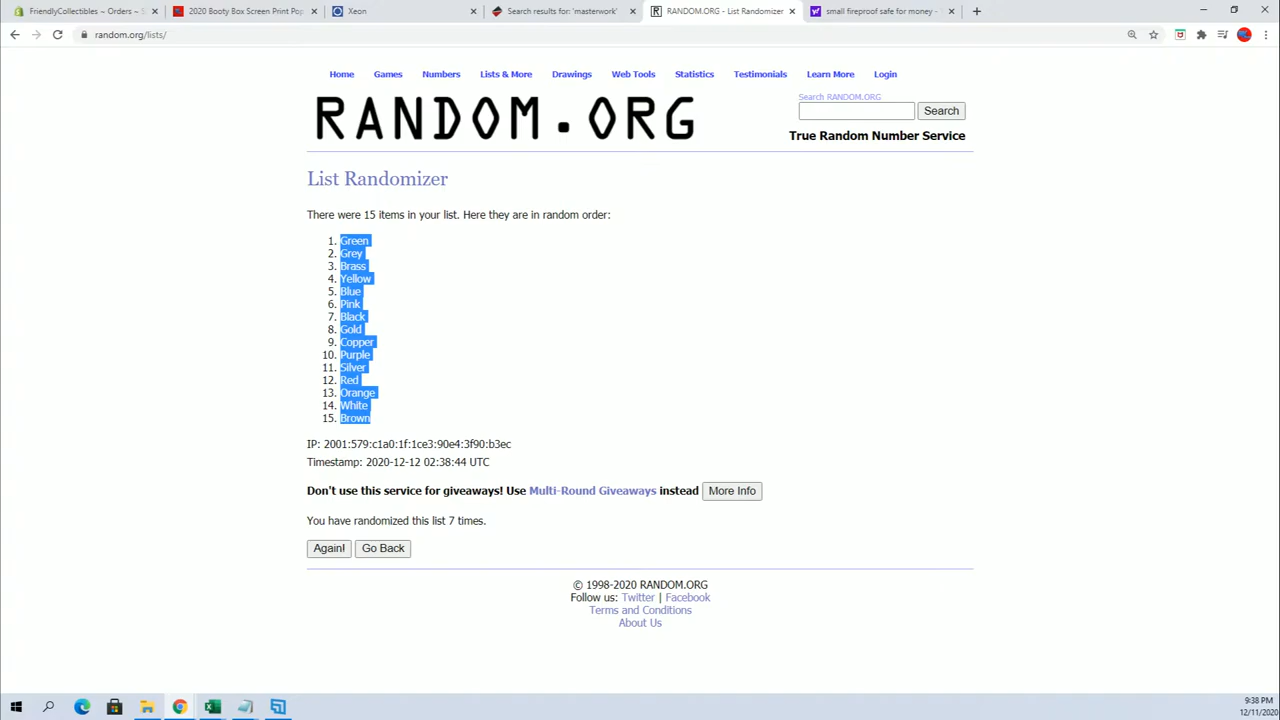 FriendlyCollectibles ~ Orders ~ S
2020 Booty Box Screen Print Pop
Xeon
Search results for: 'masterwork'
RANDOM.ORG - List Randomizer
small fireproof safe for money -
random.org/lists/
Home Games Numbers Lists & More Drawings Web Tools Statistics Testimonials Learn More Login
RANDOM.ORG
Search RANDOM.ORG
Search
True Random Number Service
List Randomizer
There were 15 items in your list. Here they are in random order:
1. Green
2. Grey
3. Brass
4. Yellow
5. Blue
6. Pink
7. Black
8. Gold
9. Copper
10. Purple
11. Silver
12. Red
13. Orange
14. White
15. Brown
IP: 2001:579:c1a0:1f:1ce3:90e4:3f90:b3ec
Timestamp: 2020-12-12 02:38:44 UTC
Don't use this service for giveaways! Use Multi-Round Giveaways instead More Info
You have randomized this list 7 times.
Again! Go Back
© 1998-2020 RANDOM.ORG
Follow us: Twitter | Facebook
Terms and Conditions
About Us
9:38 PM
12/11/2020